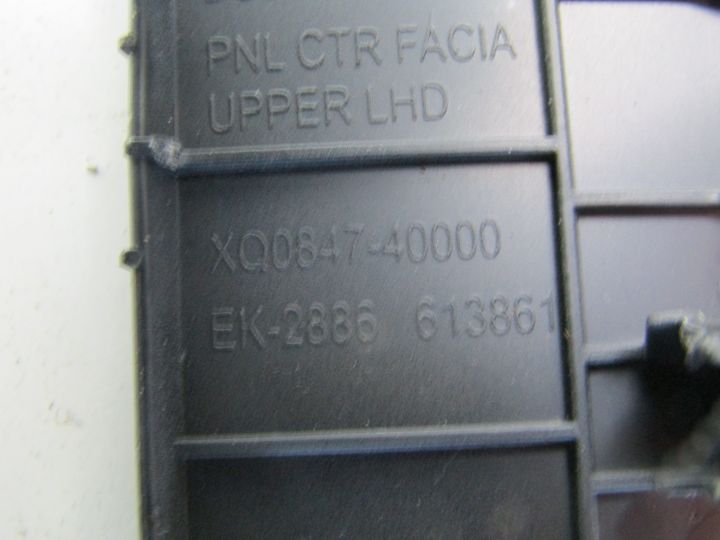 PNL CTR FACIA
UPPER LHD
XQ0847-40000
EK-2886 613861